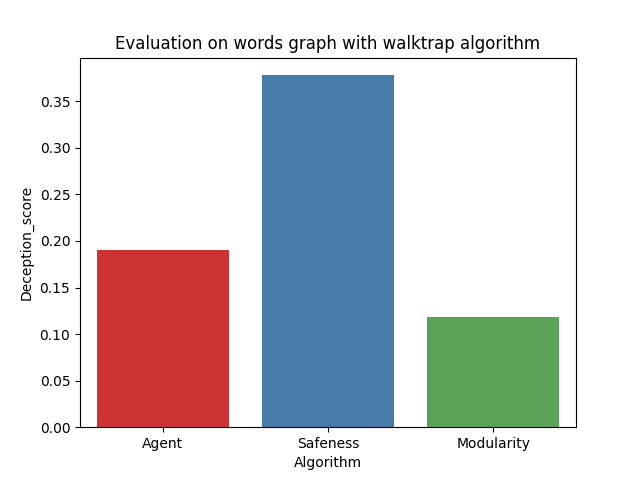 Evaluation on words graph with walktrap algorithm
Deception_score
0.35
0.30
0.25
0.20
0.15
0.10
0.05
0.00
Agent Safeness Modularity
Algorithm